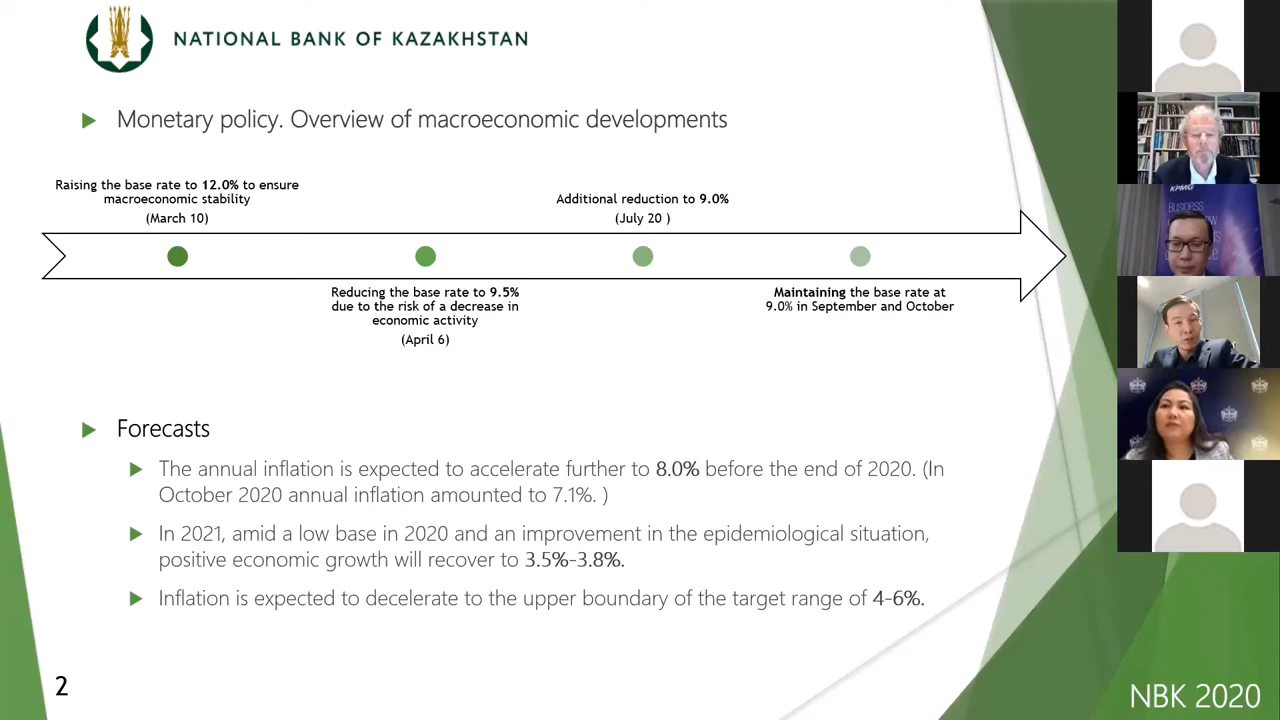 NATIONAL BANK OF KAZAKHSTAN
Monetary policy. Overview of macroeconomic developments
Raising the base rate to 12.0% to ensure
macroeconomic stability
(March 10)
Additional reduction to 9.0%
(July 20 )
Reducing the base rate to 9.5%
due to the risk of a decrease in
economic activity
(April 6)
Maintaining the base rate at
9.0% in September and October
Forecasts
The annual inflation is expected to accelerate further to 8.0% before the end of 2020. (In
October 2020 annual inflation amounted to 7.1%. )
In 2021, amid a low base in 2020 and an improvement in the epidemiological situation,
positive economic growth will recover to 3.5%-3.8%.
Inflation is expected to decelerate to the upper boundary of the target range of 4-6%.
2
NBK 2020
KPMG
Business